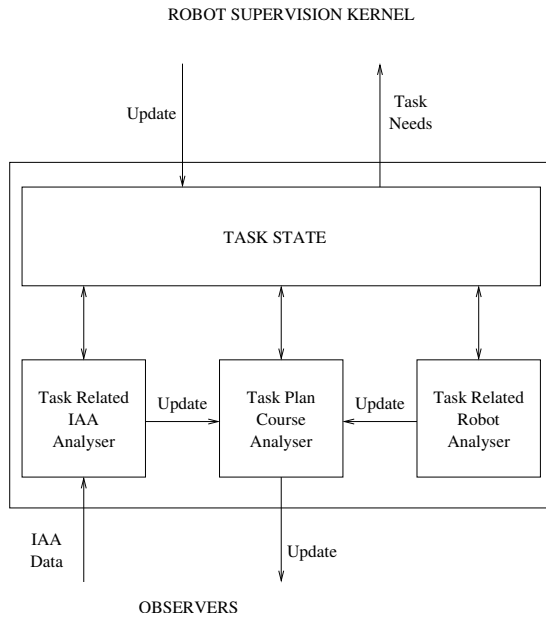 ROBOT SUPERVISION KERNEL
Update
Task
Needs
TASK STATE
Task Related
IAA
Analyser
Update
Task Plan
Course
Analyser
Update
Task Related
Robot
Analyser
IAA
Data
Update
OBSERVERS